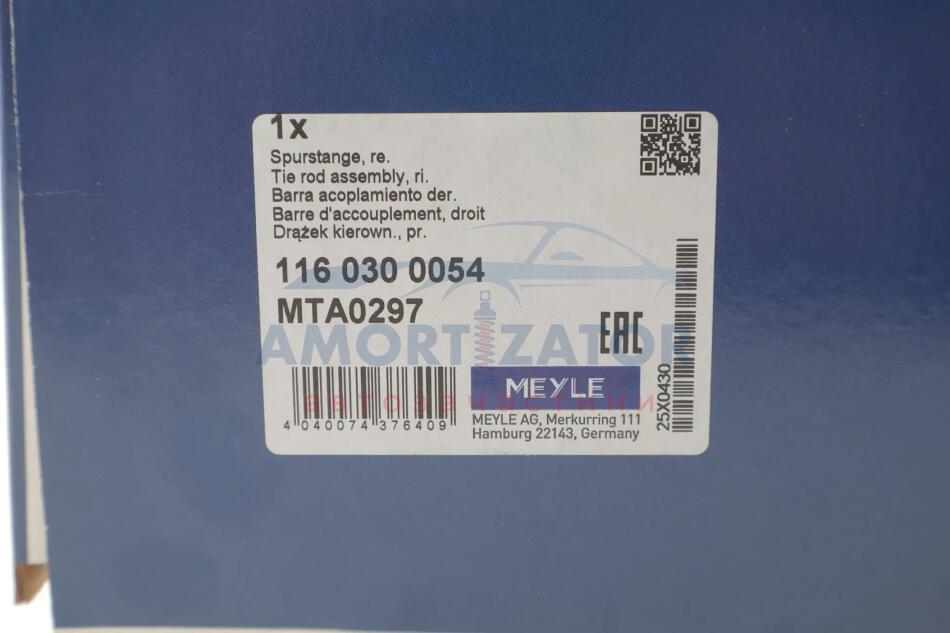 1x
Spurstange, re.
Tie rod assembly, ri.
Barra acoplamiento der.
Barre d'accouplement, droit
Drążek kierown., pr.
116 030 0054
MTA0297
EAC
AMORTIZATOR
автозапчастини
MEYLE
MEYLE AG, Merkurring 111
Hamburg 22143, Germany
4 040074 376409
25X0430